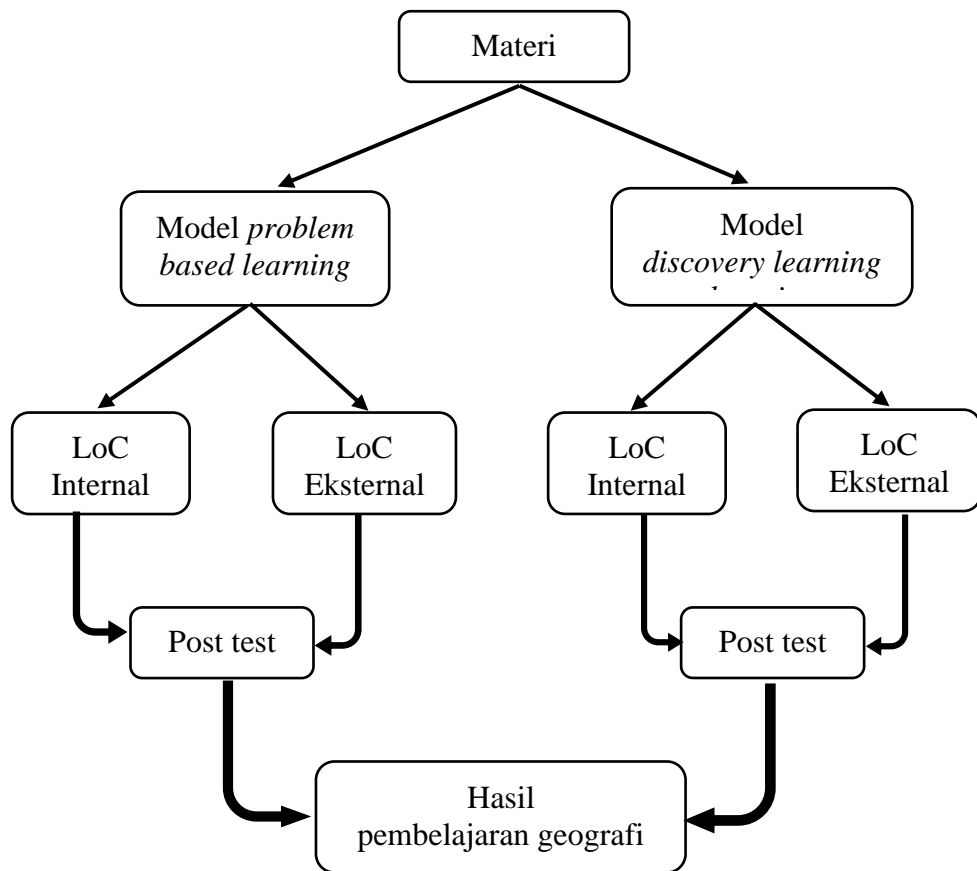 Materi
Model problem
based learning
Model
discovery learning
LoC
Internal
LoC
Eksternal
LoC
Internal
LoC
Eksternal
Post test
Post test
Hasil
pembelajaran geografi